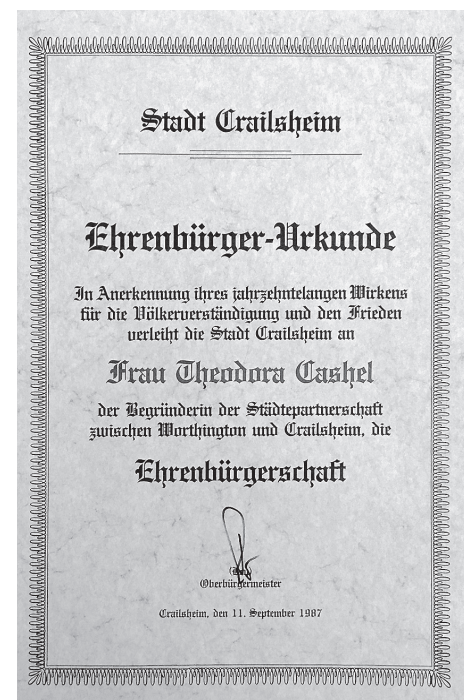 Stadt Crailsheim
Ehrenbürger-Urkunde
In Anerkennung ihres jahrzehntelangen Wirkens
für die Völkerverständigung und den Frieden
verleiht die Stadt Crailsheim an
Frau Theodora Cashel
der Begründerin der Städtepartnerschaft
zwischen Worthington und Crailsheim, die
Ehrenbürgerschaft
Oberbürgermeister
Crailsheim, den 11. September 1987